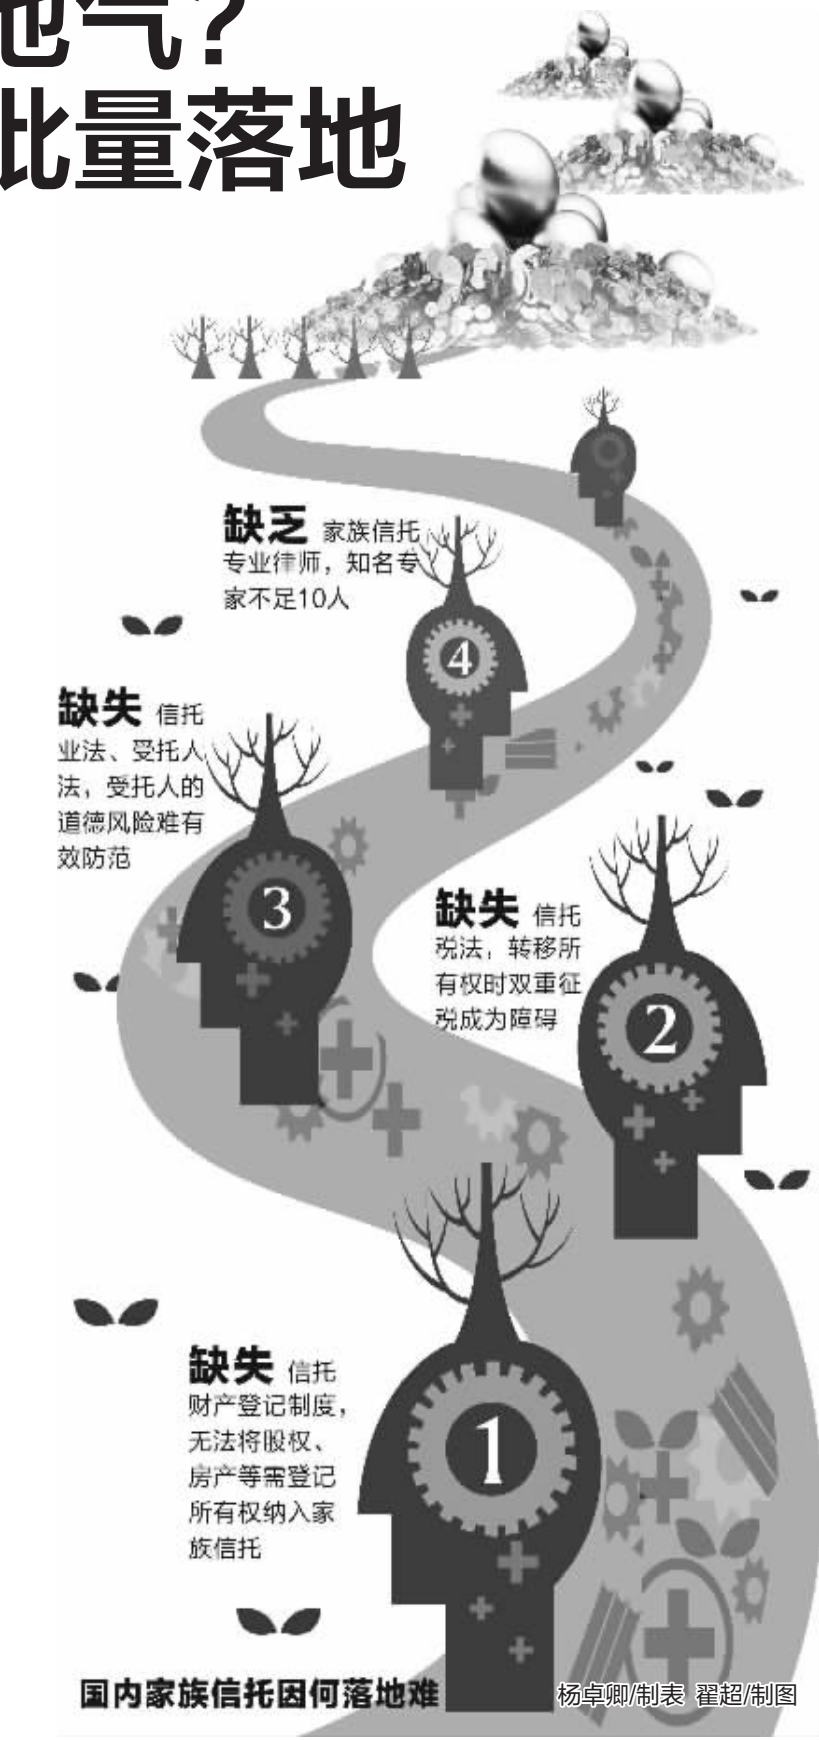 地气?
批量落地
缺乏 家族信托
专业律师，知名专
家不足10人
4
缺失 信托
业法、受托人
法，受托人的
道德风险难有
效防范
3
缺失 信托
税法，转移所
有权时双重征
税成为障碍
2
缺失 信托
财产登记制度，
无法将股权、
房产等需登记
所有权纳入家
族信托
1
国内家族信托因何落地难
杨卓卿/制表 翟超/制图